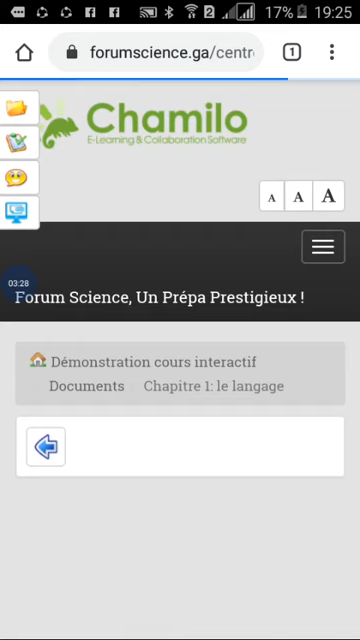 17% 19:25
forumscience.ga/centr
1
Chamilo
E-Learning & Collaboration Software
A A A
03:28
Forum Science, Un Prépa Prestigieux !
Démonstration cours interactif
Documents Chapitre 1: le langage